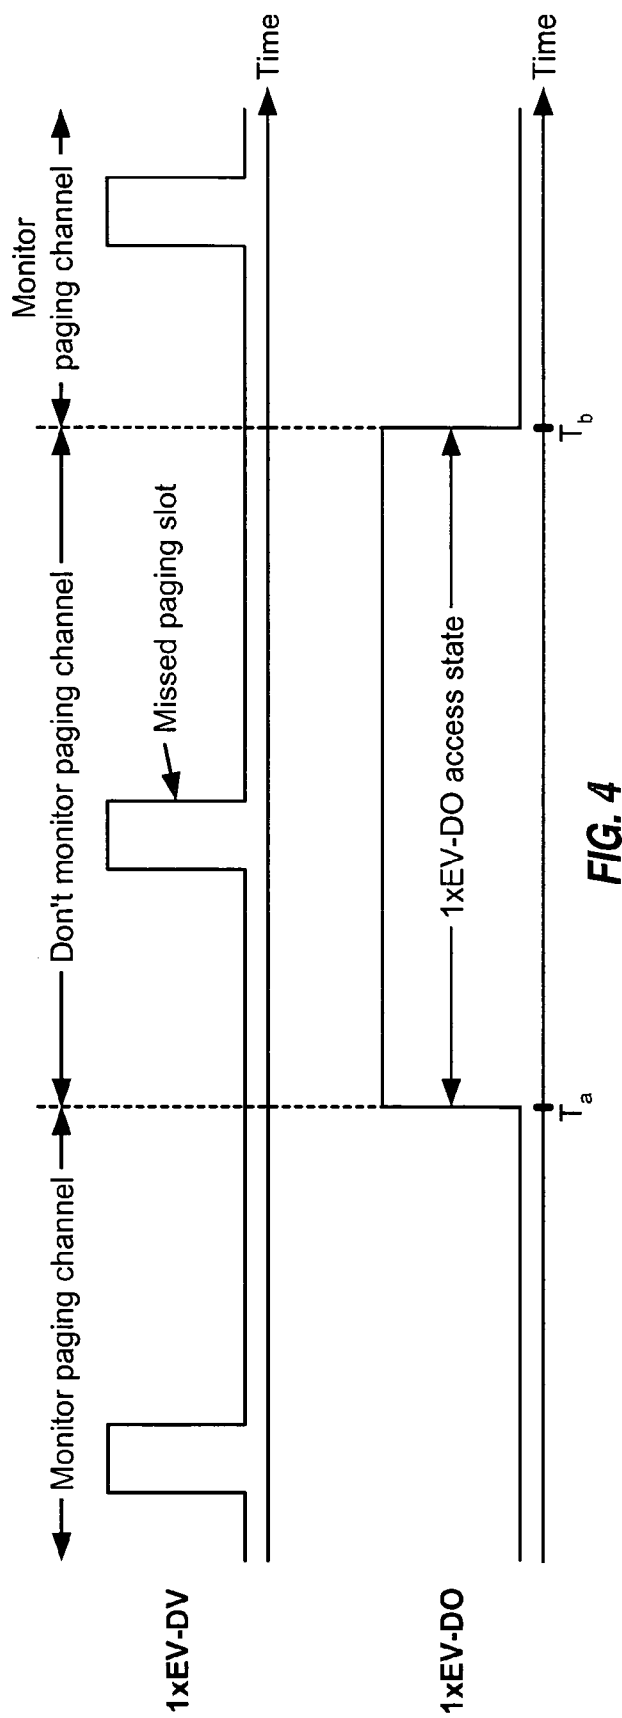 Monitor paging channel
Don't monitor paging channel
Monitor
paging channel
1xEV-DV
Missed paging slot
Time
1xEV-DO
1xEV-DO access state
Time
Ta
Tb
FIG. 4